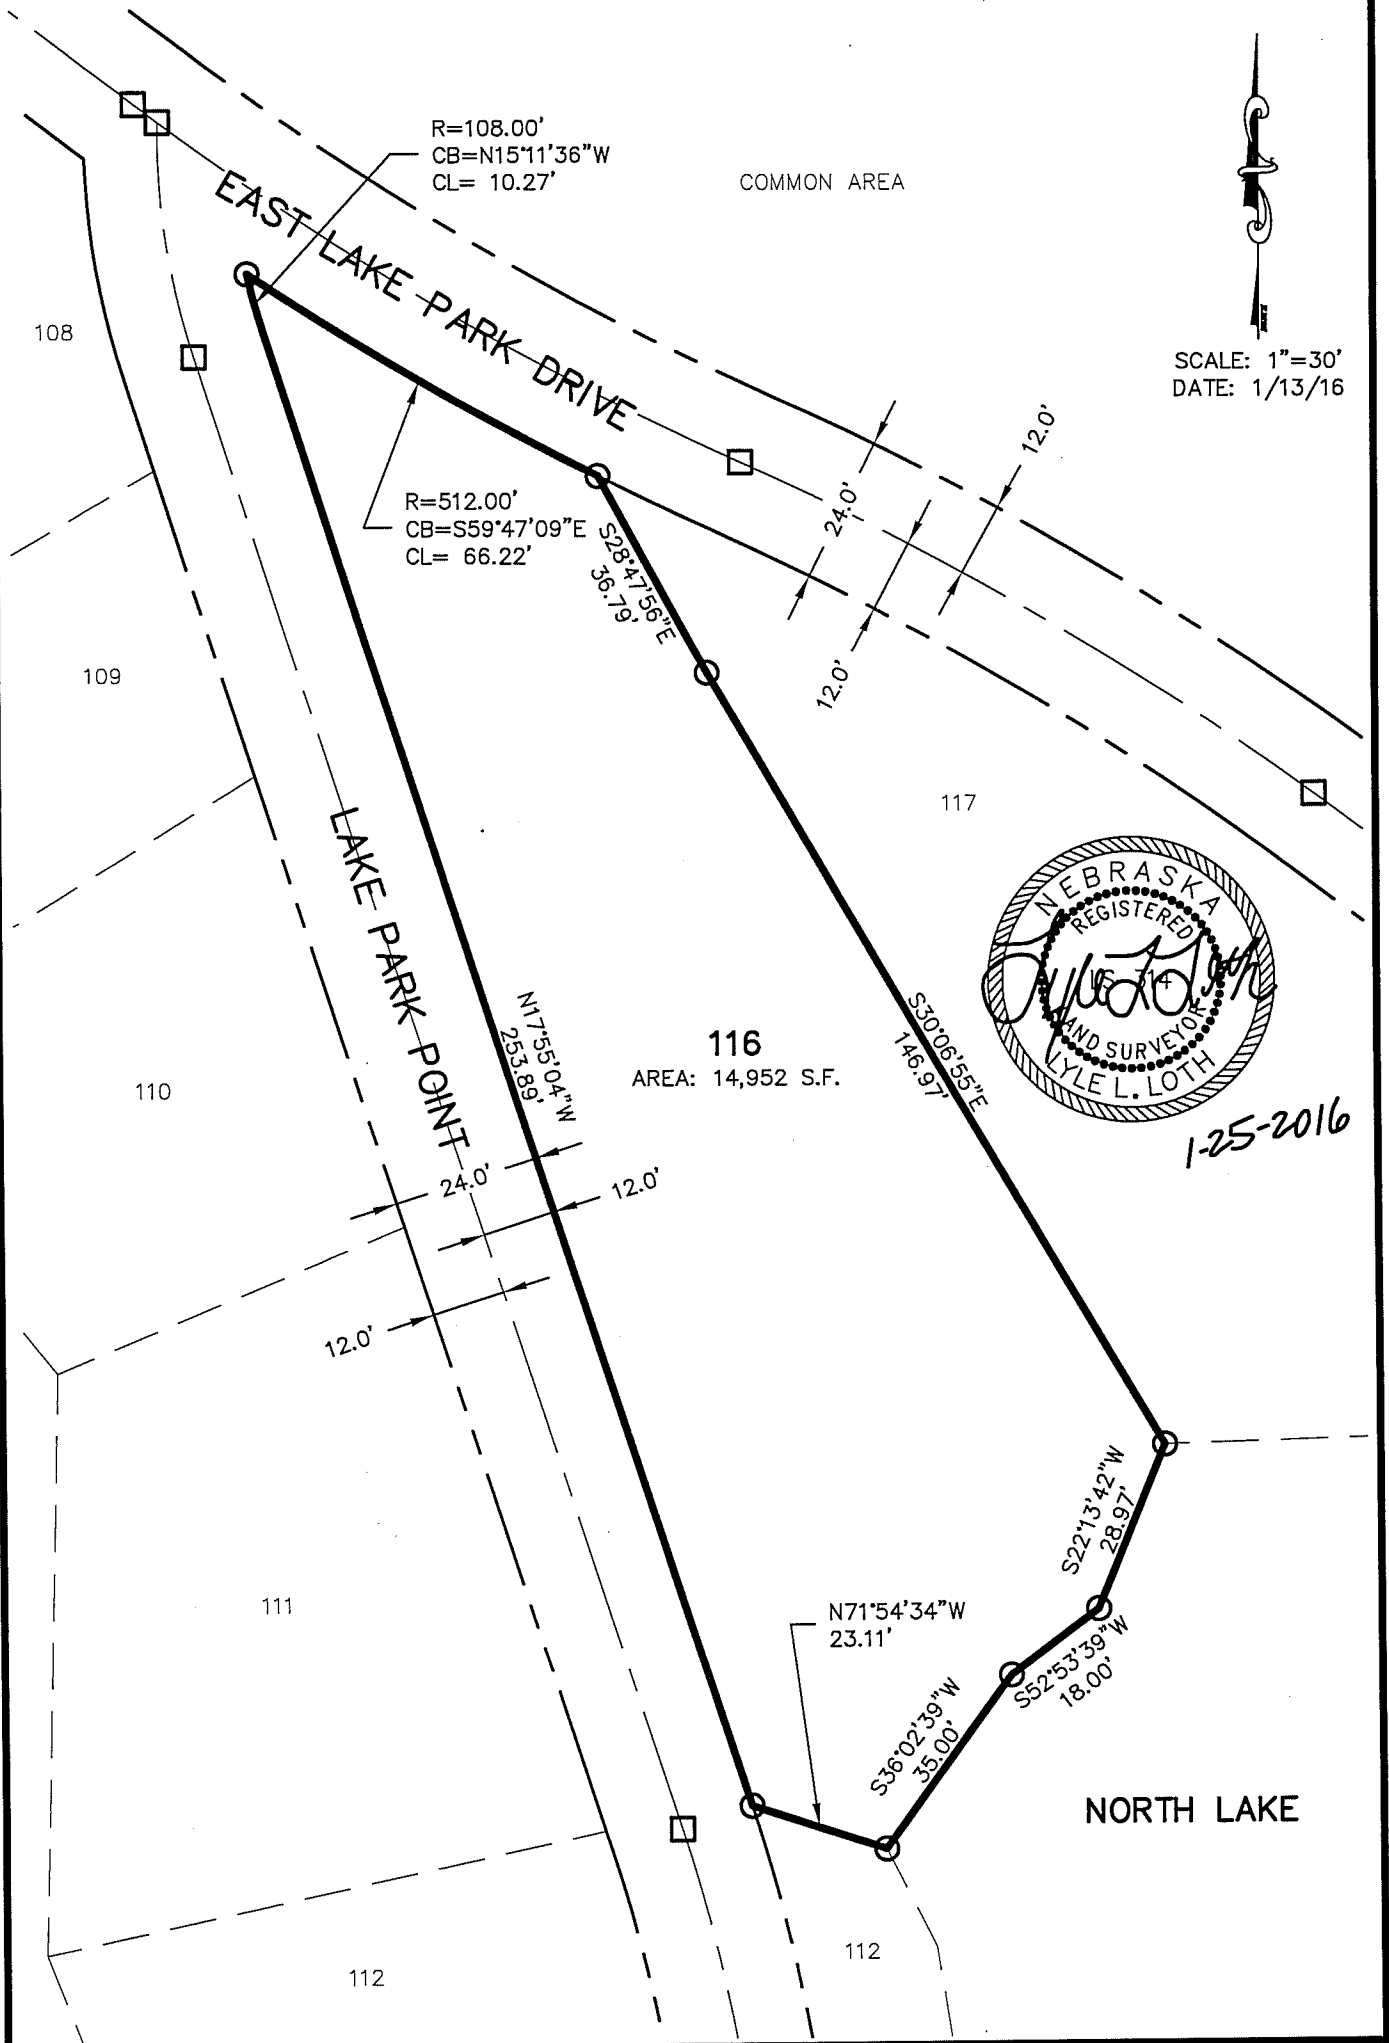 R=108.00'
CB=N15°11'36"W
CL= 10.27'
COMMON AREA
EAST LAKE PARK DRIVE
108
SCALE: 1"=30'
DATE: 1/13/16
R=512.00'
CB=S59°47'09"E
CL= 66.22'
S28°47'56"E
36.79'
24.0'
12.0'
12.0'
109
117
LAKE PARK POINT
NEBRASKA
REGISTERED
LS 314
LAND SURVEYOR
LYLE L. LOTH
Lyle L. Loth
1-25-2016
N17°55'04"W
253.89'
116
AREA: 14,952 S.F.
S30°06'55"E
146.97'
110
24.0'
12.0'
12.0'
S22°13'42"W
28.97'
111
N71°54'34"W
23.11'
S52°53'39"W
18.00'
S36°02'39"W
35.00'
NORTH LAKE
112
112